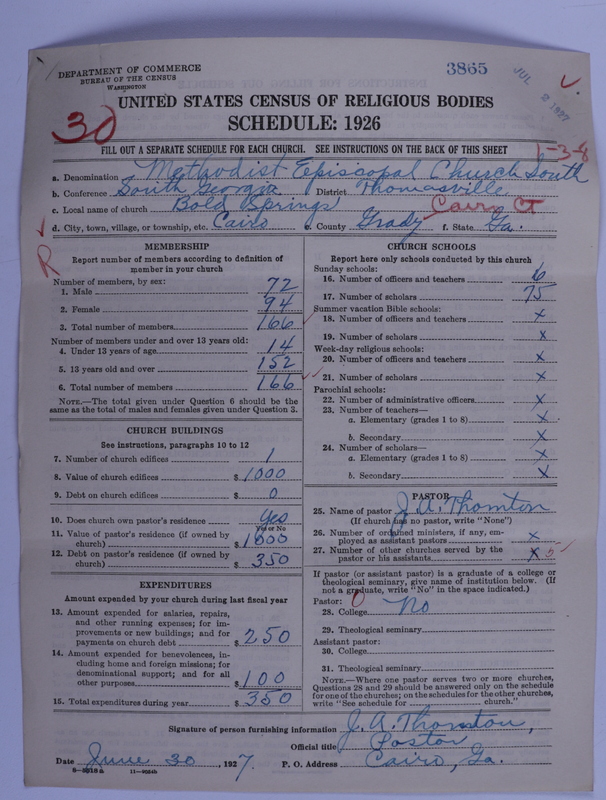 DEPARTMENT OF COMMERCE
BUREAU OF THE CENSUS
WASHINGTON
3865
JUL 2 1927
UNITED STATES CENSUS OF RELIGIOUS BODIES
SCHEDULE: 1926
30
FILL OUT A SEPARATE SCHEDULE FOR EACH CHURCH. SEE INSTRUCTIONS ON THE BACK OF THIS SHEET
1-3-8
a. Denomination Methodist Episcopal Church South
b. Conference South Georgia District Thomasville
c. Local name of church Bold Springs Cairo Ct
d. City, town, village, or township, etc. Cairo e. County Grady f. State Ga.
R
MEMBERSHIP
Report number of members according to definition of member in your church
Number of members, by sex:
1. Male 72
2. Female 94
3. Total number of members 166
Number of members under and over 13 years old:
4. Under 13 years of age 14
5. 13 years old and over 152
6. Total number of members 166
NOTE.—The total given under Question 6 should be the same as the total of males and females given under Question 3.
CHURCH BUILDINGS
See instructions, paragraphs 10 to 12
7. Number of church edifices 1
8. Value of church edifices $ 1000
9. Debt on church edifices $ 0
10. Does church own pastor's residence yes
Yes or No
11. Value of pastor's residence (if owned by church) $ 1000
12. Debt on pastor's residence (if owned by church) $ 350
EXPENDITURES
Amount expended by your church during last fiscal year
13. Amount expended for salaries, repairs, and other running expenses; for improvements or new buildings; and for payments on church debt $ 250
14. Amount expended for benevolences, including home and foreign missions; for denominational support; and for all other purposes $ 100
15. Total expenditures during year $ 350
CHURCH SCHOOLS
Report here only schools conducted by this church
Sunday schools:
16. Number of officers and teachers 6
17. Number of scholars 75
Summer vacation Bible schools:
18. Number of officers and teachers x
19. Number of scholars x
Week-day religious schools:
20. Number of officers and teachers x
21. Number of scholars x
Parochial schools:
22. Number of administrative officers x
23. Number of teachers—
a. Elementary (grades 1 to 8) x
b. Secondary x
24. Number of scholars—
a. Elementary (grades 1 to 8) x
b. Secondary x
PASTOR
25. Name of pastor J. A. Thornton
(If church has no pastor, write "None")
26. Number of ordained ministers, if any, employed as assistant pastors x
27. Number of other churches served by the pastor or his assistants x 5
If pastor (or assistant pastor) is a graduate of a college or theological seminary, give name of institution below. (If not a graduate, write "No" in the space indicated.)
Pastor: 0
28. College No
29. Theological seminary
Assistant pastor:
30. College
31. Theological seminary
NOTE.—Where one pastor serves two or more churches, Questions 28 and 29 should be answered only on the schedule for one of the churches; on the schedules for the other churches, write "See schedule for church."
Signature of person furnishing information J. A. Thornton,
Official title Pastor
Date June 30, 1927. P. O. Address Cairo, Ga.
8-5918a 11-9024b